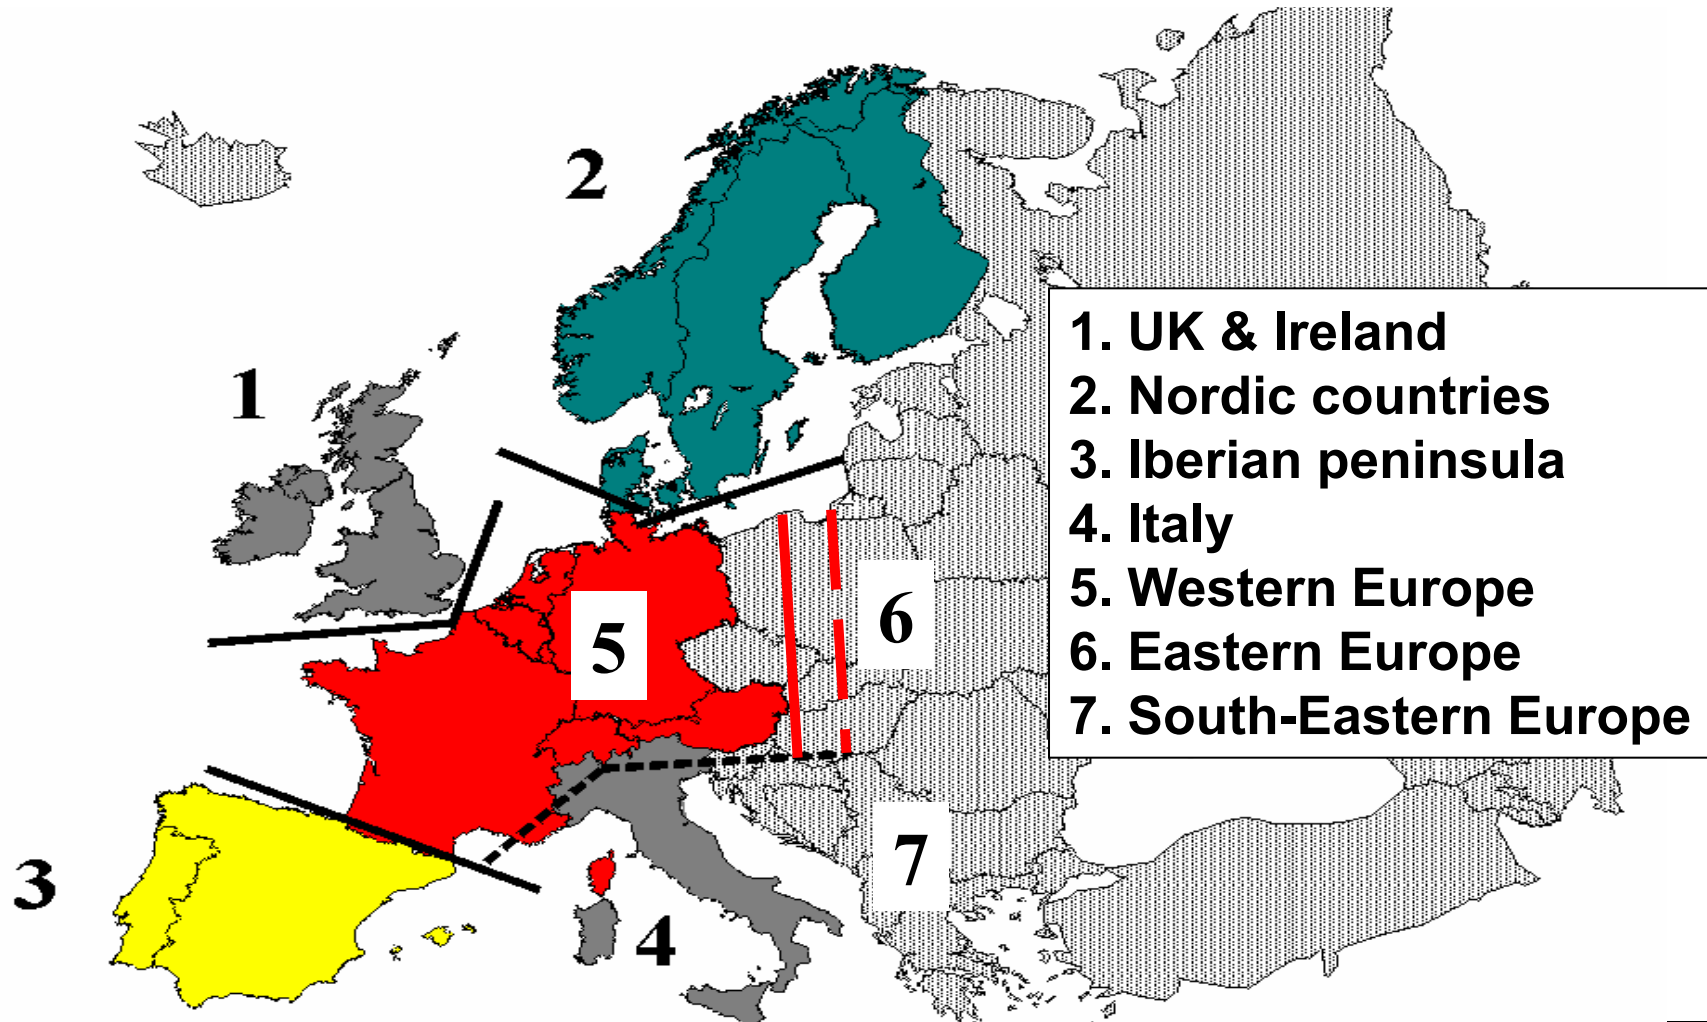 2
1
1. UK & Ireland
2. Nordic countries
3. Iberian peninsula
4. Italy
5. Western Europe
6. Eastern Europe
7. South-Eastern Europe
6
5
7
3
4